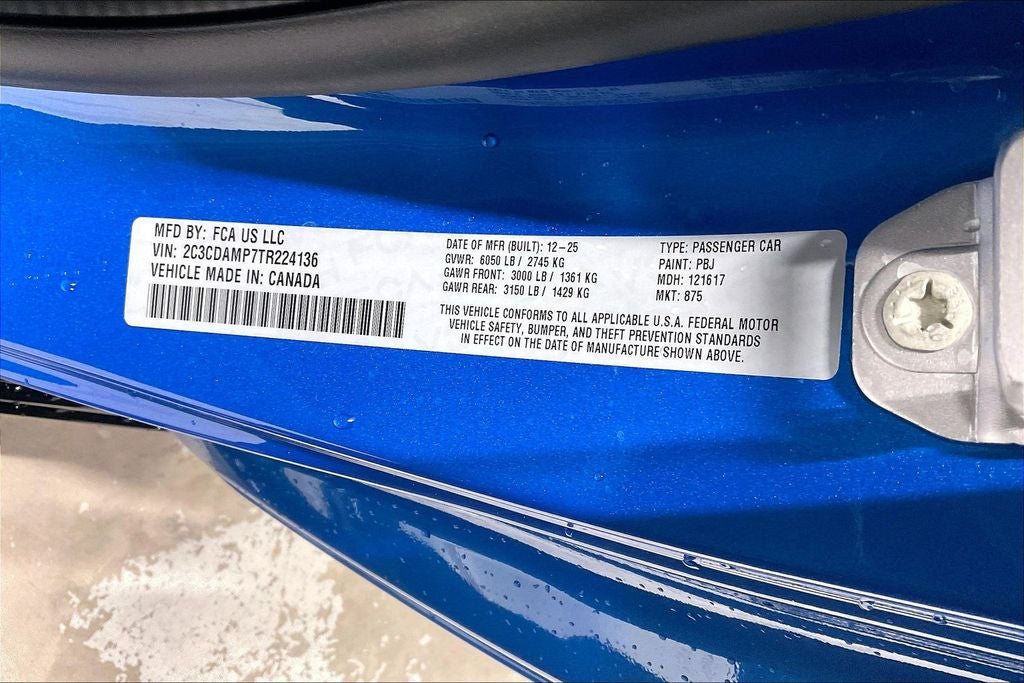 MFD BY: FCA US LLC
VIN: 2C3CDAMP7TR224136
VEHICLE MADE IN: CANADA
DATE OF MFR (BUILT): 12-25
GVWR: 6050 LB / 2745 KG
GAWR FRONT: 3000 LB / 1361 KG
GAWR REAR: 3150 LB / 1429 KG
TYPE: PASSENGER CAR
PAINT: PBJ
MDH: 121617
MKT: 875
THIS VEHICLE CONFORMS TO ALL APPLICABLE U.S.A. FEDERAL MOTOR
VEHICLE SAFETY, BUMPER, AND THEFT PREVENTION STANDARDS
IN EFFECT ON THE DATE OF MANUFACTURE SHOWN ABOVE.